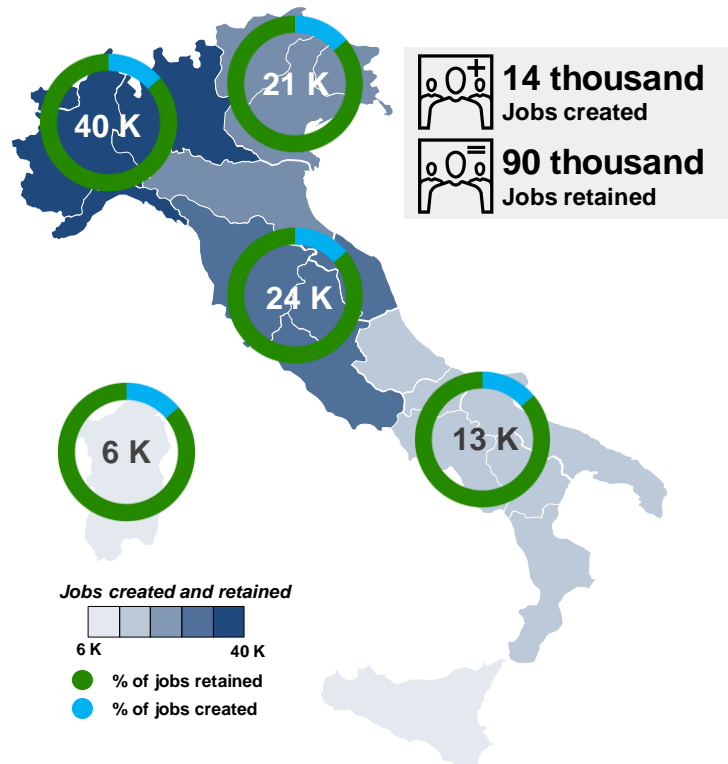 21 K
40 K
14 thousand
Jobs created
90 thousand
Jobs retained
24 K
6 K
13 K
Jobs created and retained
6 K
40 K
% of jobs retained
% of jobs created